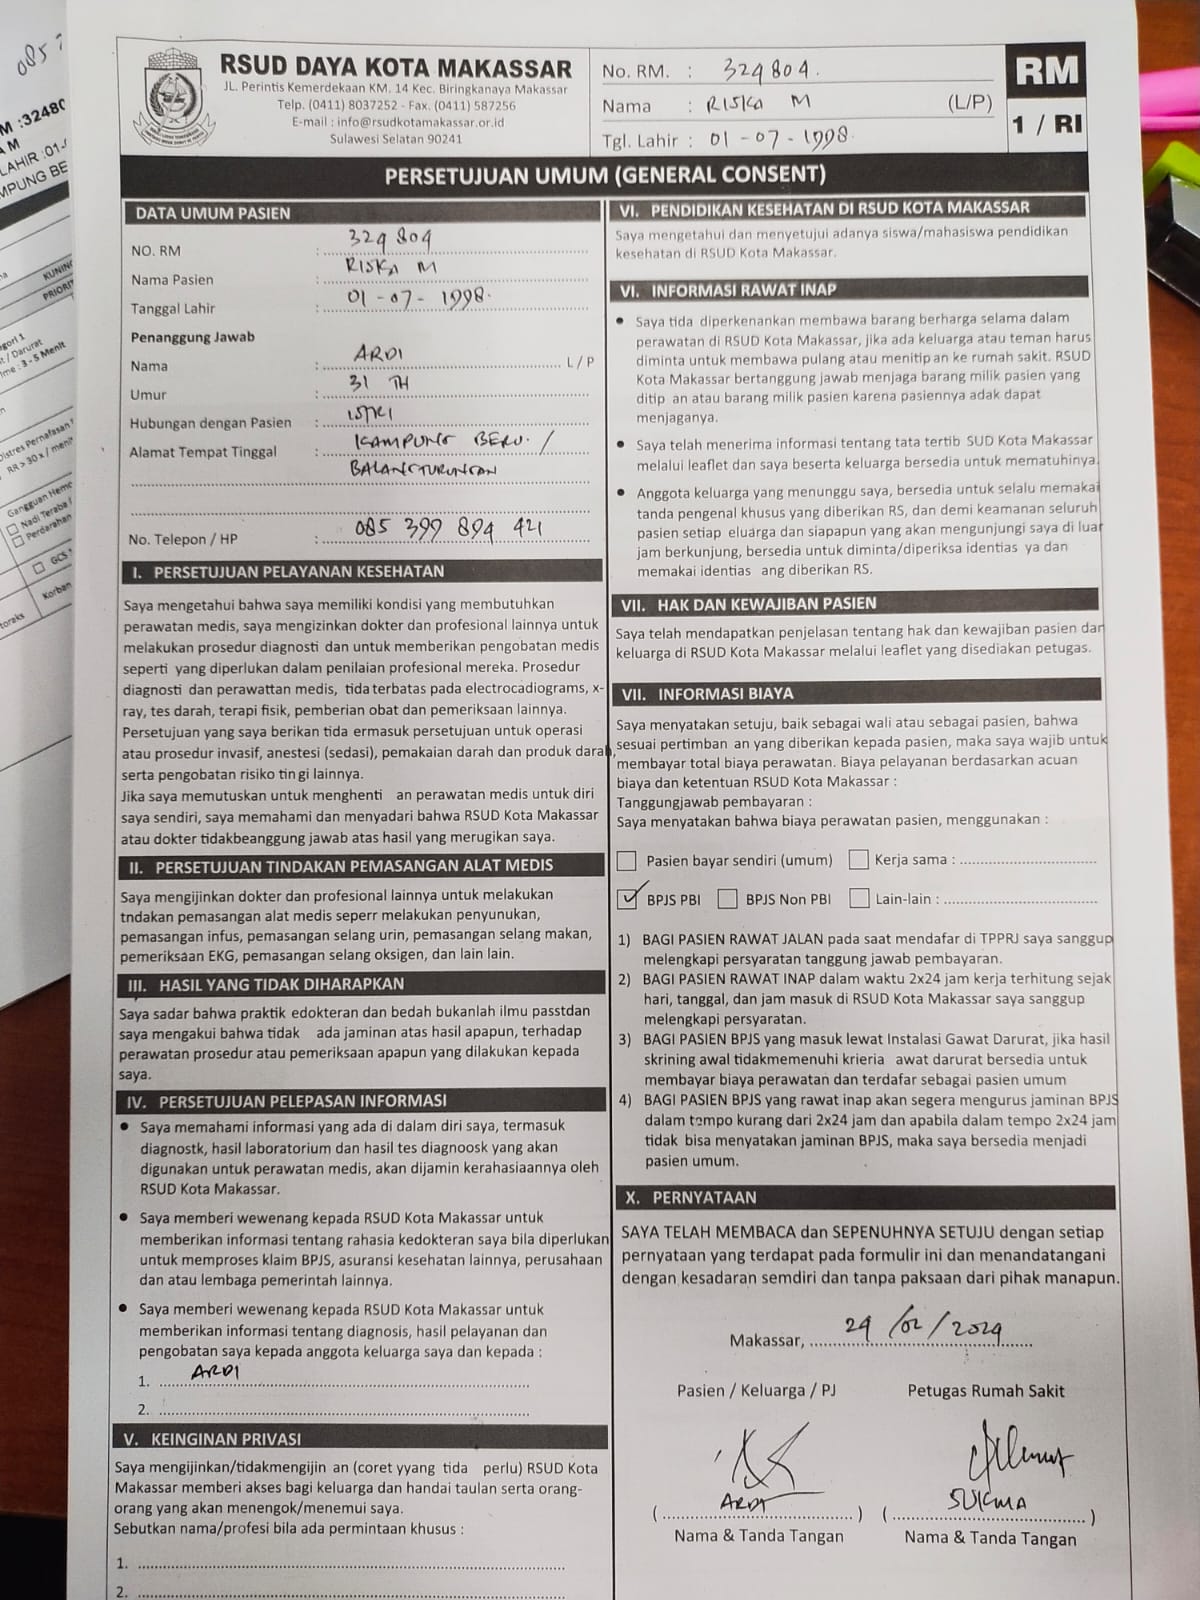 085 7
M :32480
A M
LAHIR :01-
MPUNG BE
KUNING
PRIORIT
gori 1
t / Darurat
me : 3 - 5 Menit
Distres Pernafasan
RR > 30 x / menit
Gangguan Hemo
Nadi Teraba
Perdarahan
GCS
Korban
toraks
RSUD DAYA KOTA MAKASSAR
JL. Perintis Kemerdekaan KM. 14 Kec. Biringkanaya Makassar
Telp. (0411) 8037252 - Fax. (0411) 587256
E-mail : info@rsudkotamakassar.or.id
Sulawesi Selatan 90241
No. RM. : 324804.
Nama : RISKA M (L/P)
Tgl. Lahir : 01-07-1998.
RM
1 / RI
PERSETUJUAN UMUM (GENERAL CONSENT)
DATA UMUM PASIEN
NO. RM : 324804
Nama Pasien : RISKA M
Tanggal Lahir : 01-07-1998.
Penanggung Jawab
Nama : ARDI L / P
Umur : 31 TH
Hubungan dengan Pasien : ISTRI
Alamat Tempat Tinggal : KAMPUNG BERU. /
BALANGTURUNGAN
No. Telepon / HP : 085 399 894 421
I. PERSETUJUAN PELAYANAN KESEHATAN
Saya mengetahui bahwa saya memiliki kondisi yang membutuhkan
perawatan medis, saya mengizinkan dokter dan profesional lainnya untuk
melakukan prosedur diagnosti dan untuk memberikan pengobatan medis
seperti yang diperlukan dalam penilaian profesional mereka. Prosedur
diagnosti dan perawattan medis, tida terbatas pada electrocadiograms, x-
ray, tes darah, terapi fisik, pemberian obat dan pemeriksaan lainnya.
Persetujuan yang saya berikan tida ermasuk persetujuan untuk operasi
atau prosedur invasif, anestesi (sedasi), pemakaian darah dan produk darah,
serta pengobatan risiko tin gi lainnya.
Jika saya memutuskan untuk menghenti an perawatan medis untuk diri
saya sendiri, saya memahami dan menyadari bahwa RSUD Kota Makassar
atau dokter tidakbeanggung jawab atas hasil yang merugikan saya.
II. PERSETUJUAN TINDAKAN PEMASANGAN ALAT MEDIS
Saya mengijinkan dokter dan profesional lainnya untuk melakukan
tndakan pemasangan alat medis seperr melakukan penyunukan,
pemasangan infus, pemasangan selang urin, pemasangan selang makan,
pemeriksaan EKG, pemasangan selang oksigen, dan lain lain.
III. HASIL YANG TIDAK DIHARAPKAN
Saya sadar bahwa praktik edokteran dan bedah bukanlah ilmu passtdan
saya mengakui bahwa tidak ada jaminan atas hasil apapun, terhadap
perawatan prosedur atau pemeriksaan apapun yang dilakukan kepada
saya.
IV. PERSETUJUAN PELEPASAN INFORMASI
• Saya memahami informasi yang ada di dalam diri saya, termasuk
diagnostk, hasil laboratorium dan hasil tes diagnoosk yang akan
digunakan untuk perawatan medis, akan dijamin kerahasiaannya oleh
RSUD Kota Makassar.
• Saya memberi wewenang kepada RSUD Kota Makassar untuk
memberikan informasi tentang rahasia kedokteran saya bila diperlukan
untuk memproses klaim BPJS, asuransi kesehatan lainnya, perusahaan
dan atau lembaga pemerintah lainnya.
• Saya memberi wewenang kepada RSUD Kota Makassar untuk
memberikan informasi tentang diagnosis, hasil pelayanan dan
pengobatan saya kepada anggota keluarga saya dan kepada :
1. ARDI
2.
V. KEINGINAN PRIVASI
Saya mengijinkan/tidakmengijin an (coret yyang tida perlu) RSUD Kota
Makassar memberi akses bagi keluarga dan handai taulan serta orang-
orang yang akan menengok/menemui saya.
Sebutkan nama/profesi bila ada permintaan khusus :
1.
2.
VI. PENDIDIKAN KESEHATAN DI RSUD KOTA MAKASSAR
Saya mengetahui dan menyetujui adanya siswa/mahasiswa pendidikan
kesehatan di RSUD Kota Makassar.
VI. INFORMASI RAWAT INAP
• Saya tida diperkenankan membawa barang berharga selama dalam
perawatan di RSUD Kota Makassar, jika ada keluarga atau teman harus
diminta untuk membawa pulang atau menitipan ke rumah sakit. RSUD
Kota Makassar bertanggung jawab menjaga barang milik pasien yang
ditip an atau barang milik pasien karena pasiennya adak dapat
menjaganya.
• Saya telah menerima informasi tentang tata tertib SUD Kota Makassar
melalui leaflet dan saya beserta keluarga bersedia untuk mematuhinya.
• Anggota keluarga yang menunggu saya, bersedia untuk selalu memakai
tanda pengenal khusus yang diberikan RS, dan demi keamanan seluruh
pasien setiap eluarga dan siapapun yang akan mengunjungi saya di luar
jam berkunjung, bersedia untuk diminta/diperiksa identias ya dan
memakai identias ang diberikan RS.
VII. HAK DAN KEWAJIBAN PASIEN
Saya telah mendapatkan penjelasan tentang hak dan kewajiban pasien dan
keluarga di RSUD Kota Makassar melalui leaflet yang disediakan petugas.
VII. INFORMASI BIAYA
Saya menyatakan setuju, baik sebagai wali atau sebagai pasien, bahwa
sesuai pertimban an yang diberikan kepada pasien, maka saya wajib untuk
membayar total biaya perawatan. Biaya pelayanan berdasarkan acuan
biaya dan ketentuan RSUD Kota Makassar :
Tanggungjawab pembayaran :
Saya menyatakan bahwa biaya perawatan pasien, menggunakan :
Pasien bayar sendiri (umum) Kerja sama :
✓ BPJS PBI BPJS Non PBI Lain-lain :
1) BAGI PASIEN RAWAT JALAN pada saat mendafar di TPPRJ saya sanggup
melengkapi persyaratan tanggung jawab pembayaran.
2) BAGI PASIEN RAWAT INAP dalam waktu 2x24 jam kerja terhitung sejak
hari, tanggal, dan jam masuk di RSUD Kota Makassar saya sanggup
melengkapi persyaratan.
3) BAGI PASIEN BPJS yang masuk lewat Instalasi Gawat Darurat, jika hasil
skrining awal tidakmemenuhi krieria awat darurat bersedia untuk
membayar biaya perawatan dan terdafar sebagai pasien umum
4) BAGI PASIEN BPJS yang rawat inap akan segera mengurus jaminan BPJS
dalam tempo kurang dari 2x24 jam dan apabila dalam tempo 2x24 jam
tidak bisa menyatakan jaminan BPJS, maka saya bersedia menjadi
pasien umum.
X. PERNYATAAN
SAYA TELAH MEMBACA dan SEPENUHNYA SETUJU dengan setiap
pernyataan yang terdapat pada formulir ini dan menandatangani
dengan kesadaran semdiri dan tanpa paksaan dari pihak manapun.
Makassar, 29/02/2024
Pasien / Keluarga / PJ Petugas Rumah Sakit
(ARDI) (SUKMA)
Nama & Tanda Tangan Nama & Tanda Tangan